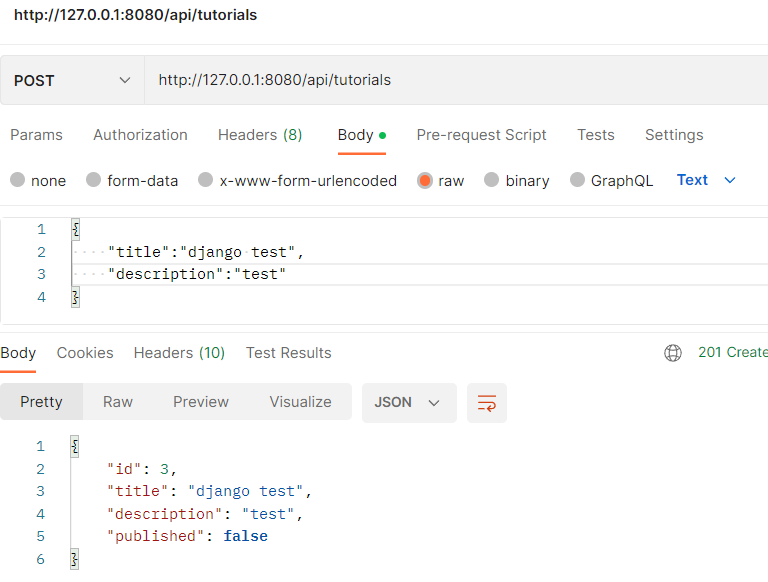 http://127.0.0.1:8080/api/tutorials
POST http://127.0.0.1:8080/api/tutorials
Params Authorization Headers (8) Body Pre-request Script Tests Settings
none form-data x-www-form-urlencoded raw binary GraphQL Text
1 {
2 "title":"django test",
3 "description":"test"
4 }
Body Cookies Headers (10) Test Results 201 Create
Pretty Raw Preview Visualize JSON
1 {
2 "id": 3,
3 "title": "django test",
4 "description": "test",
5 "published": false
6 }